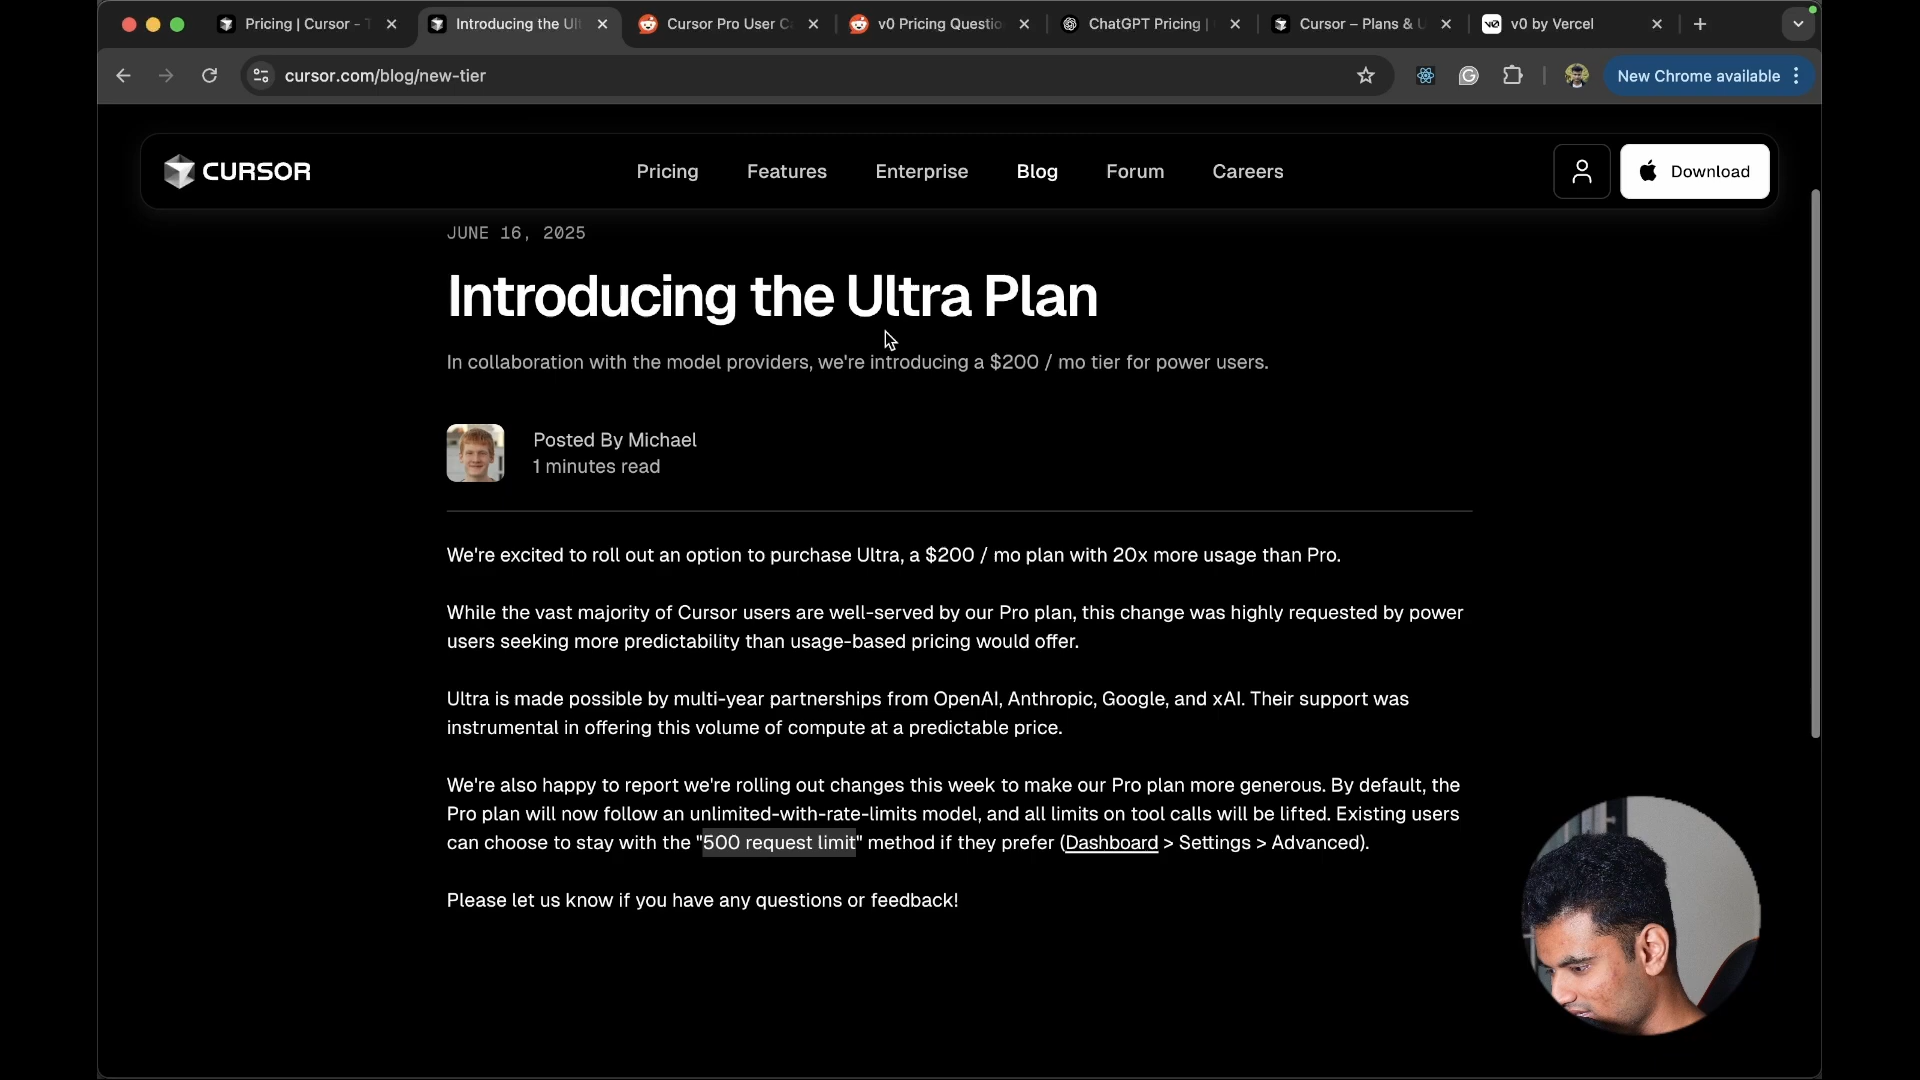 Pricing | Cursor - T
Introducing the Ult
Cursor Pro User C
v0 Pricing Questio
ChatGPT Pricing |
Cursor – Plans & U
v0 by Vercel
cursor.com/blog/new-tier
New Chrome available
CURSOR
Pricing
Features
Enterprise
Blog
Forum
Careers
Download
JUNE 16, 2025
Introducing the Ultra Plan
In collaboration with the model providers, we're introducing a $200 / mo tier for power users.
Posted By Michael
1 minutes read
We're excited to roll out an option to purchase Ultra, a $200 / mo plan with 20x more usage than Pro.
While the vast majority of Cursor users are well-served by our Pro plan, this change was highly requested by power
users seeking more predictability than usage-based pricing would offer.
Ultra is made possible by multi-year partnerships from OpenAI, Anthropic, Google, and xAI. Their support was
instrumental in offering this volume of compute at a predictable price.
We're also happy to report we're rolling out changes this week to make our Pro plan more generous. By default, the
Pro plan will now follow an unlimited-with-rate-limits model, and all limits on tool calls will be lifted. Existing users
can choose to stay with the "500 request limit" method if they prefer (Dashboard > Settings > Advanced).
Please let us know if you have any questions or feedback!